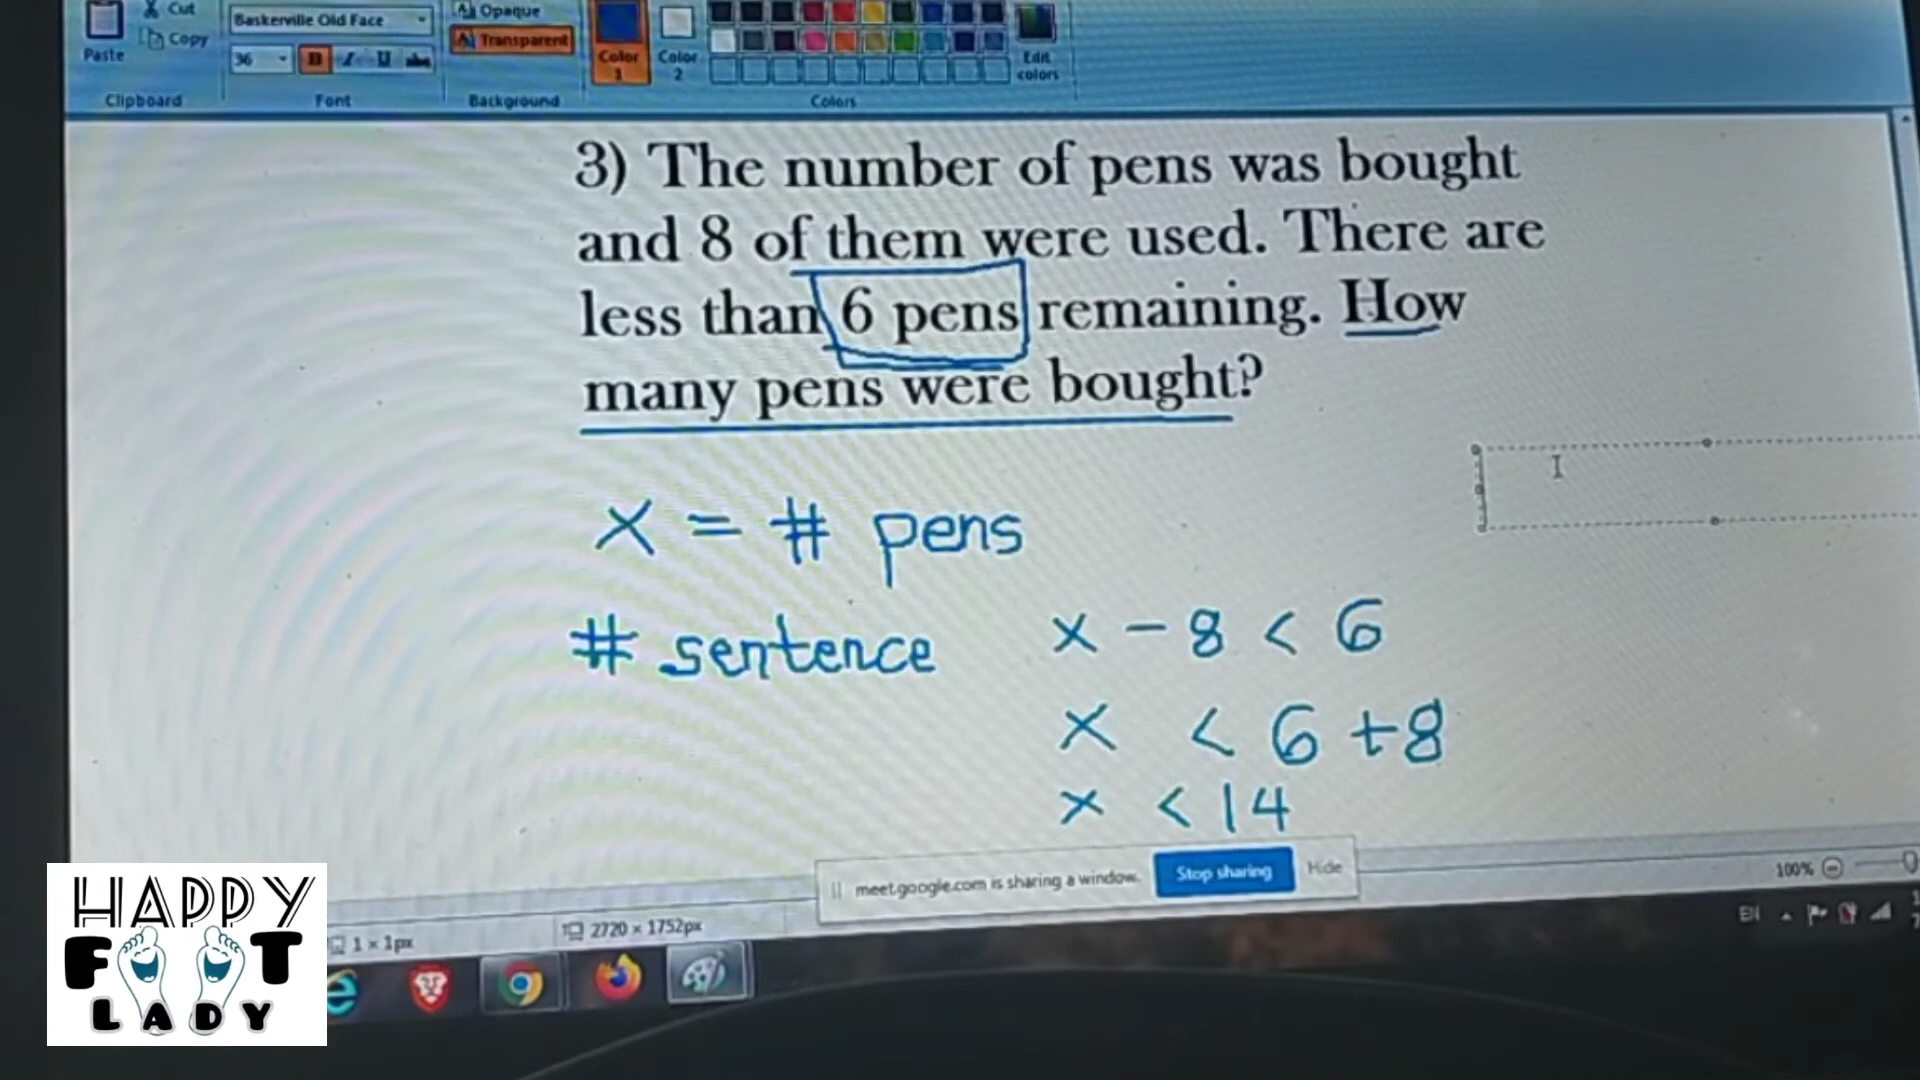 Cut
Baskerville Old Face
Opaque
Paste
Copy
36
B I U abc
Transparent
Color 1
Color 2
Edit colors
Clipboard
Font
Background
Colors
3) The number of pens was bought
and 8 of them were used. There are
less than 6 pens remaining. How
many pens were bought?
x = # pens
# sentence
x - 8 < 6
x < 6 + 8
x < 14
meet.google.com is sharing a window.
Stop sharing
Hide
100%
1 × 1px
2720 × 1752px
EN
HAPPY
FOOT
LADY